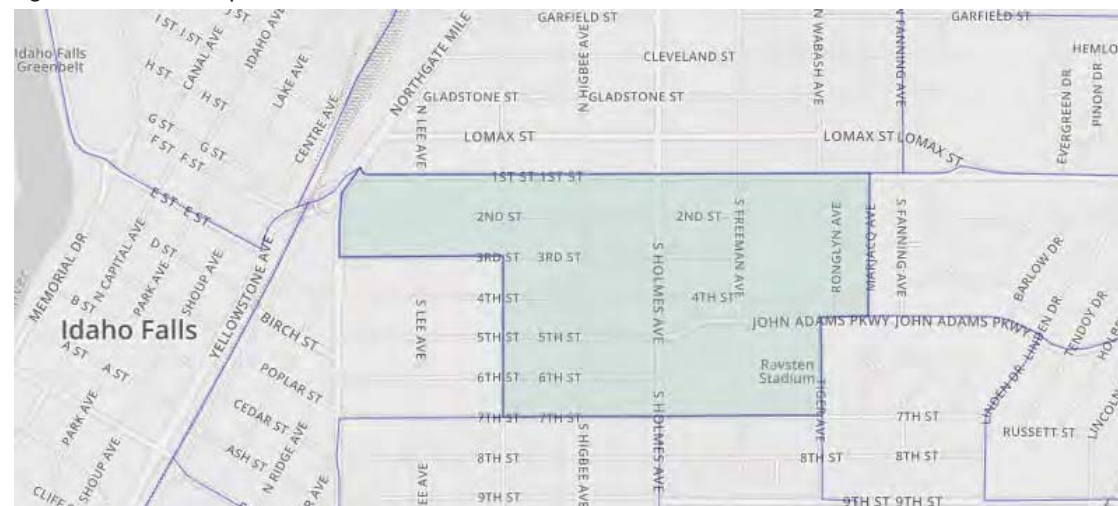 J ST
GARFIELD ST
GARFIELD ST
I ST I ST
IDAHO AVE
N HIGBEE AVE
N WABASH AVE
N FANNING AVE
Idaho Falls
Greenbelt
CANAL AVE
NORTHGATE MILE
CLEVELAND ST
HEMLO
H ST
H ST
LAKE AVE
GLADSTONE ST
GLADSTONE ST
EVERGREEN DR
PINON DR
G ST
G ST
CENTRE AVE
N LEE AVE
LOMAX ST
LOMAX ST
LOMAX ST
F ST F ST
1ST ST 1ST ST
E ST E ST
2ND ST
2ND ST
S FREEMAN AVE
RONGLYN AVE
MARJACQ AVE
S FANNING AVE
MEMORIAL DR
N CAPITAL AVE
D ST
3RD ST
3RD ST
S HOLMES AVE
BARLOW DR
PARK AVE
SHOUP AVE
YELLOWSTONE AVE
4TH ST
4TH ST
B ST
S LEE AVE
Idaho Falls
BIRCH ST
5TH ST
5TH ST
JOHN ADAMS PKWY
JOHN ADAMS PKWY
LINDEN DR
TENDOY DR
A ST
A ST
POPLAR ST
6TH ST
6TH ST
Ravsten
Stadium
LINDEN DR
PARK AVE
CEDAR ST
7TH ST
7TH ST
S HOLMES AVE
TIGER AVE
7TH ST
LINCOLN
RUSSETT ST
SHOUP AVE
ASH ST
N RIDGE AVE
8TH ST
S HIGBEE AVE
8TH ST
8TH ST
CLIFF
R AVE
EE AVE
9TH ST
9TH ST
9TH ST